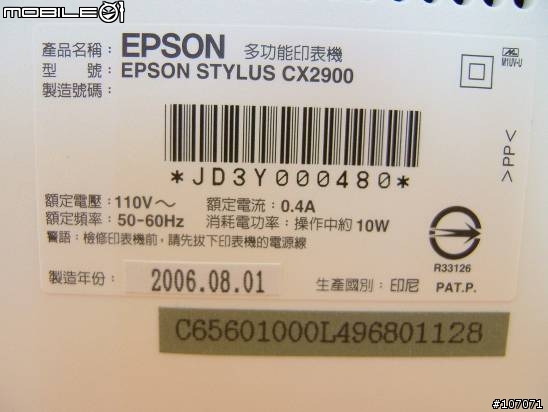 MOBILE01
產品名稱: EPSON 多功能印表機
型 號: EPSON STYLUS CX2900
製造號碼:
M1UV-J
>PP<
*JD3Y000480*
額定電壓: 110V～ 額定電流: 0.4A
額定頻率: 50-60Hz 消耗電功率: 操作中約 10W
警語: 檢修印表機前, 請先拔下印表機的電源線
R33126
製造年份: 2006.08.01 生產國別: 印尼 PAT.P.
C65601000L496801128
#107071